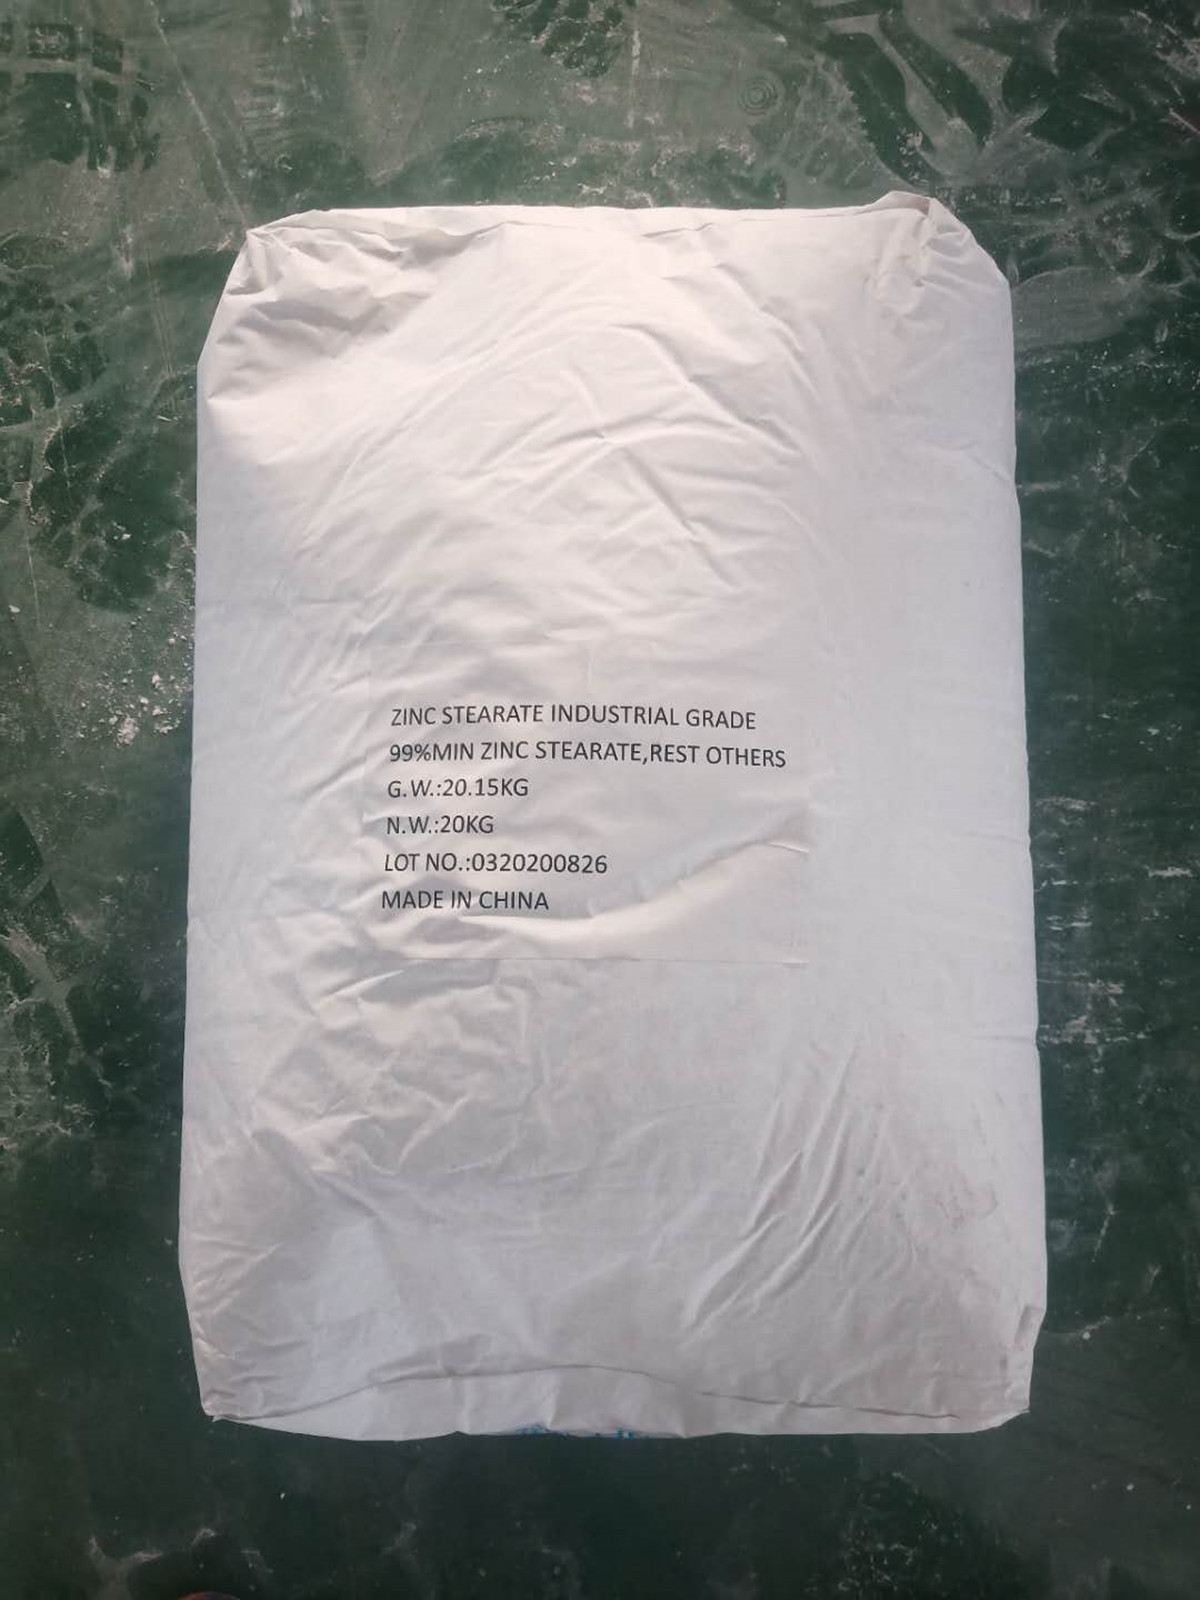 ZINC STEARATE INDUSTRIAL GRADE
99%MIN ZINC STEARATE,REST OTHERS
G.W.:20.15KG
N.W.:20KG
LOT NO.:0320200826
MADE IN CHINA